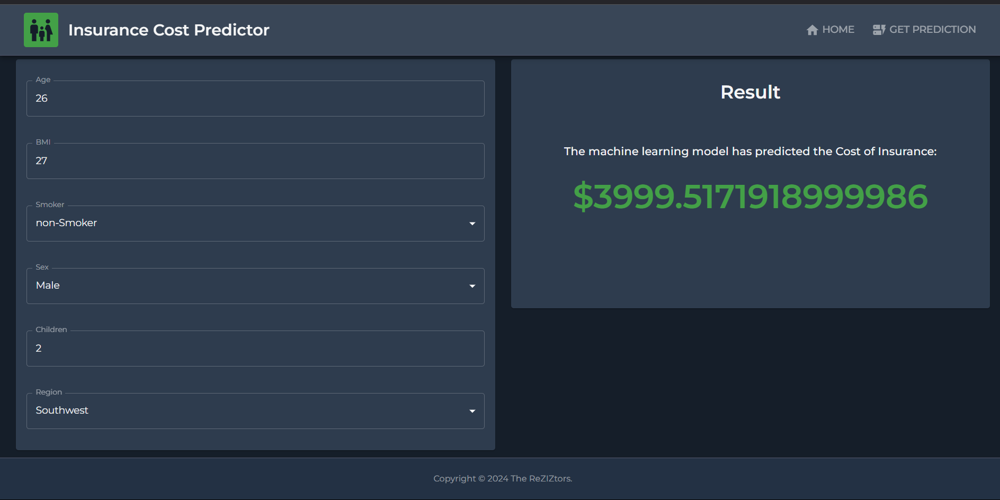 Insurance Cost Predictor
HOME
GET PREDICTION
Age
26
BMI
27
Smoker
non-Smoker
Sex
Male
Children
2
Region
Southwest
Result
The machine learning model has predicted the Cost of Insurance:
$3999.5171918999986
Copyright © 2024 The ReZIZtors.